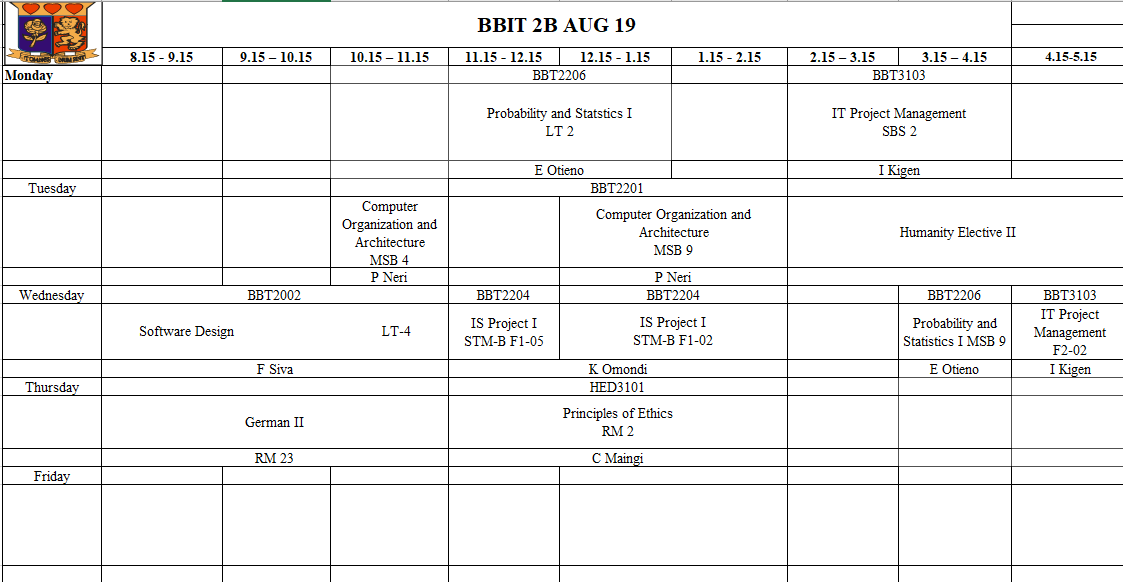 BBIT 2B AUG 19
8.15 - 9.15 9.15 – 10.15 10.15 – 11.15 11.15 - 12.15 12.15 - 1.15 1.15 - 2.15 2.15 – 3.15 3.15 – 4.15 4.15-5.15
Monday BBT2206 BBT3103
Probability and Statstics I IT Project Management
LT 2 SBS 2
E Otieno I Kigen
Tuesday BBT2201
Computer
Organization and
Architecture
MSB 4
Computer Organization and
Architecture
MSB 9
Humanity Elective II
P Neri P Neri
Wednesday BBT2002 BBT2204 BBT2204 BBT2206 BBT3103
Software Design LT-4
IS Project I
STM-B F1-05
IS Project I
STM-B F1-02
Probability and
Statistics I MSB 9
IT Project
Management
F2-02
F Siva K Omondi E Otieno I Kigen
Thursday HED3101
German II
Principles of Ethics
RM 2
RM 23 C Maingi
Friday